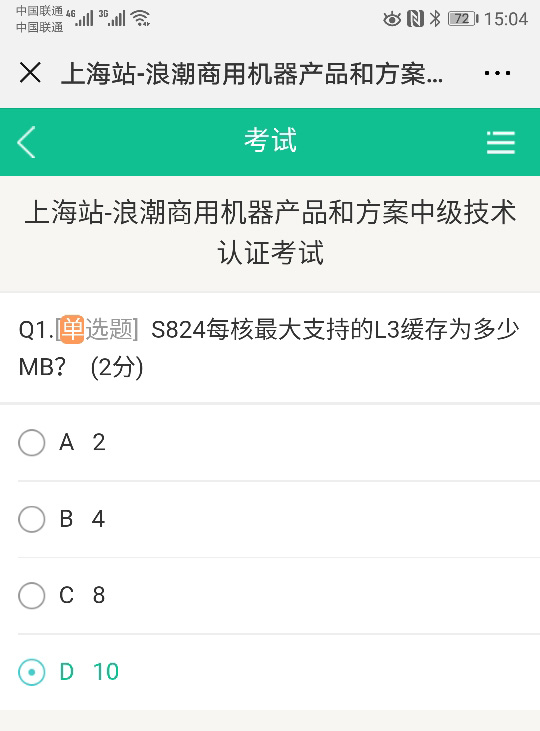 中国联通 4G 3G 72 15:04
中国联通
上海站-浪潮商用机器产品和方案...
考试
上海站-浪潮商用机器产品和方案中级技术
认证考试
Q1.[单选题] S824每核最大支持的L3缓存为多少
MB? (2分)
A 2
B 4
C 8
D 10